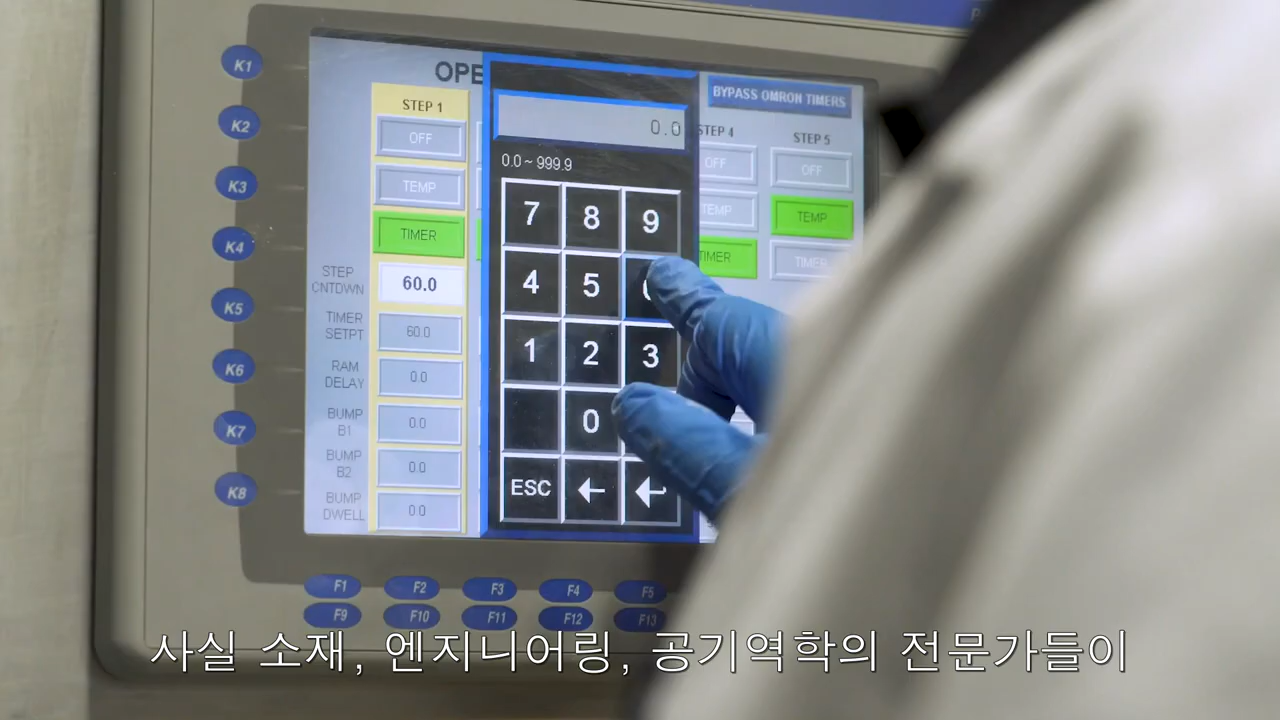 K1
K2
K3
K4
K5
K6
K7
K8
OPE
BYPASS OMRON TIMERS
STEP 1
OFF
TEMP
TIMER
STEP CNTDWN
60.0
TIMER SETPT
60.0
RAM DELAY
0.0
BUMP B1
0.0
BUMP B2
0.0
BUMP DWELL
0.0
0.0
0.0 ~ 999.9
7 8 9
4 5
1 2 3
0
ESC ← ↵
STEP 4
OFF
TEMP
TIMER
STEP 5
OFF
TEMP
TIMER
F1 F2 F3 F4 F5
F9 F10 F11 F12 F13
사실 소재, 엔지니어링, 공기역학의 전문가들이